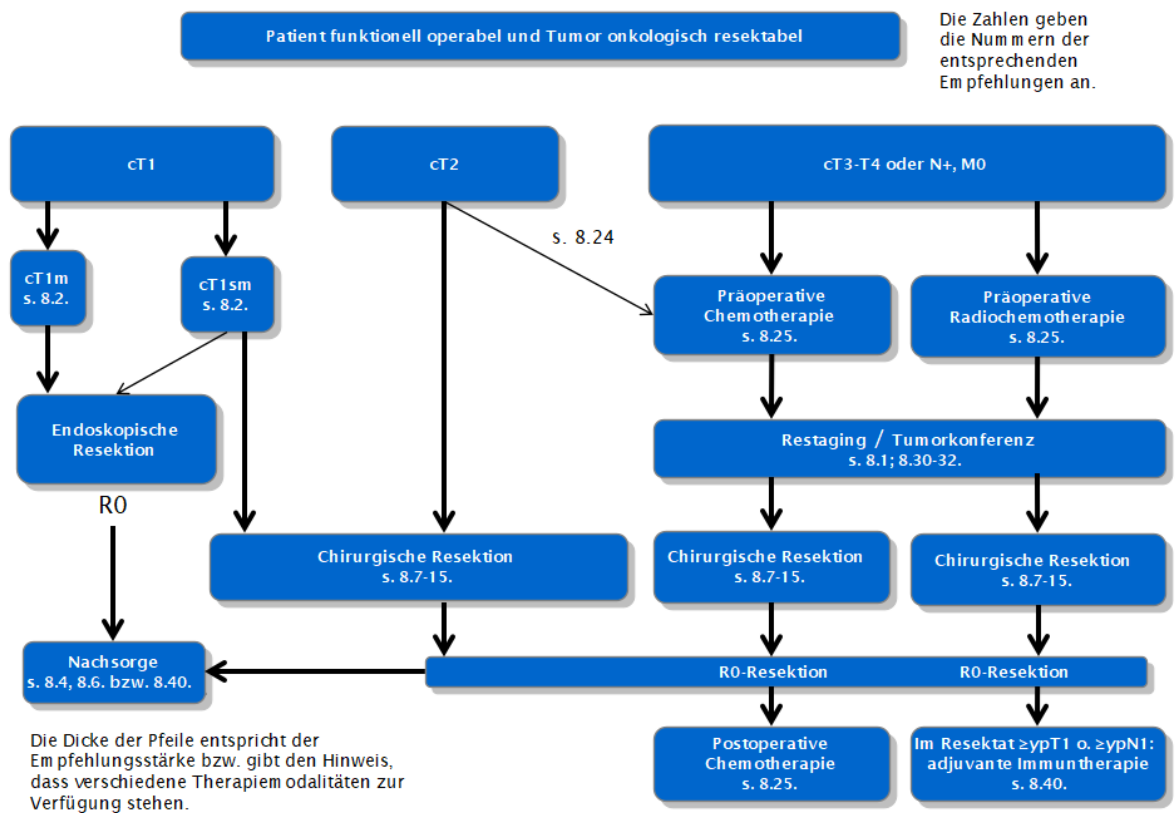 Patient funktionell operabel und Tumor onkologisch resektabel
Die Zahlen geben
die Nummern der
entsprechenden
Empfehlungen an.
cT1
cT2
cT3-T4 oder N+, M0
s. 8.24
cT1m
s. 8.2.
cT1sm
s. 8.2.
Präoperative
Chemotherapie
s. 8.25.
Präoperative
Radiochemotherapie
s. 8.25.
Endoskopische
Resektion
Restaging / Tumorkonferenz
s. 8.1; 8.30-32.
R0
Chirurgische Resektion
s. 8.7-15.
Chirurgische Resektion
s. 8.7-15.
Chirurgische Resektion
s. 8.7-15.
Nachsorge
s. 8.4, 8.6. bzw. 8.40.
R0-Resektion
R0-Resektion
Die Dicke der Pfeile entspricht der
Empfehlungsstärke bzw. gibt den Hinweis,
dass verschiedene Therapiemodalitäten zur
Verfügung stehen.
Postoperative
Chemotherapie
s. 8.25.
Im Resektat ≥ypT1 o. ≥ypN1:
adjuvante Immuntherapie
s. 8.40.